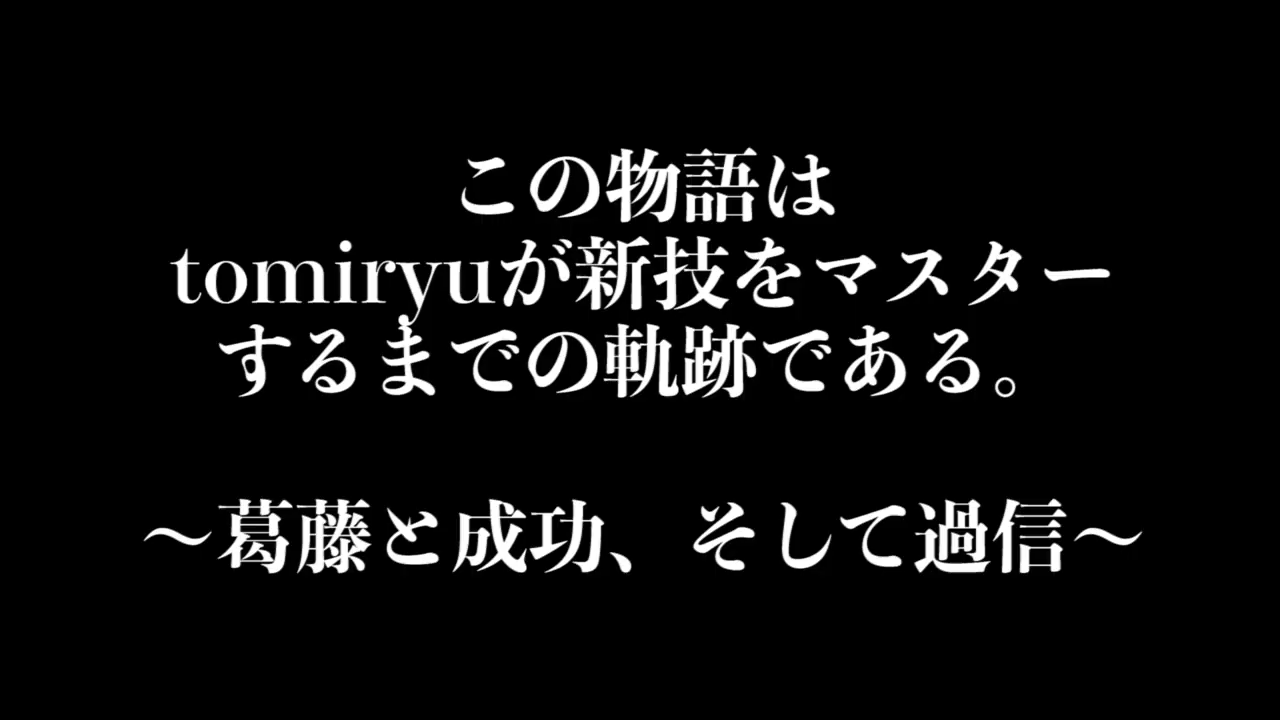 この物語は
tomiryuが新技をマスター
するまでの軌跡である。
〜葛藤と成功、そして過信〜